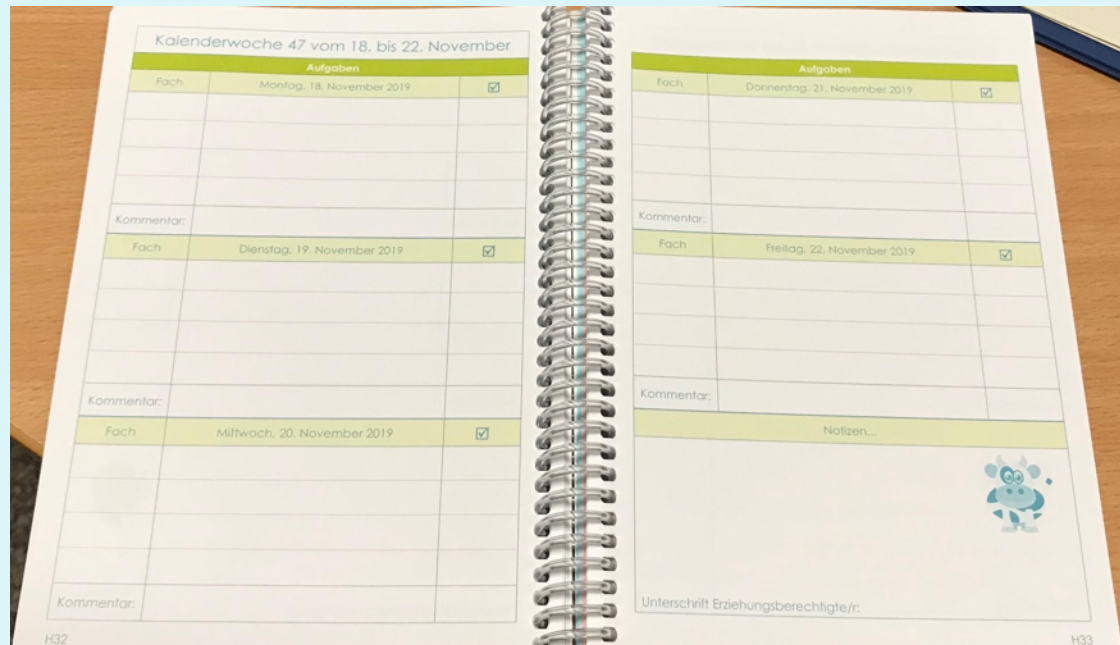 Kalenderwoche 47 vom 18. bis 22. November
Aufgaben
Fach Montag, 18. November 2019
Kommentar:
Fach Dienstag, 19. November 2019
Kommentar:
Fach Mittwoch, 20. November 2019
Kommentar:
H32
Aufgaben
Fach Donnerstag, 21. November 2019
Kommentar:
Fach Freitag, 22. November 2019
Kommentar:
Notizen...
Unterschrift Erziehungsberechtigte/r:
H33